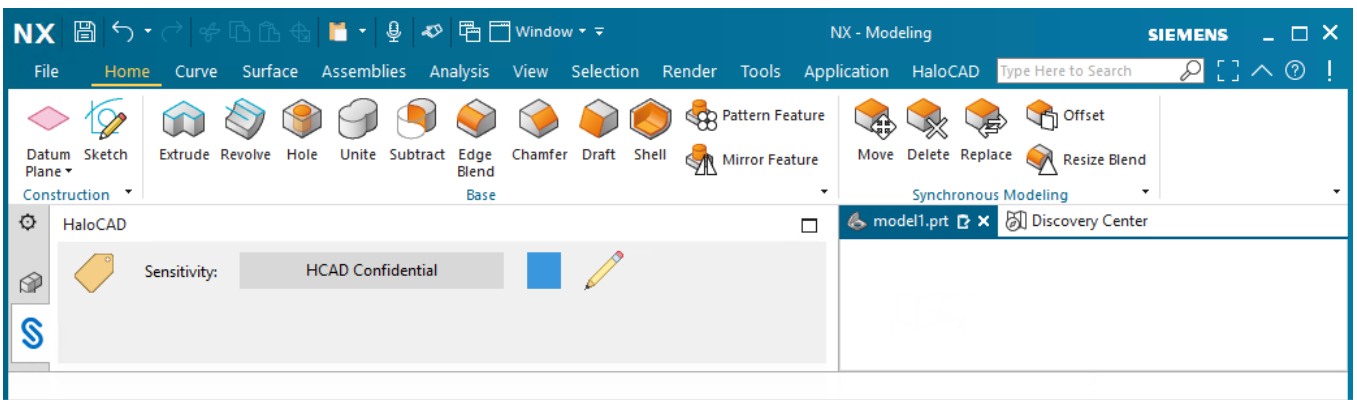 NX Window NX - Modeling SIEMENS
File Home Curve Surface Assemblies Analysis View Selection Render Tools Application HaloCAD Type Here to Search
Pattern Feature Offset
Datum Sketch Extrude Revolve Hole Unite Subtract Edge Chamfer Draft Shell Mirror Feature Move Delete Replace Resize Blend
Plane Blend
Construction Base Synchronous Modeling
HaloCAD model1.prt Discovery Center
Sensitivity: HCAD Confidential